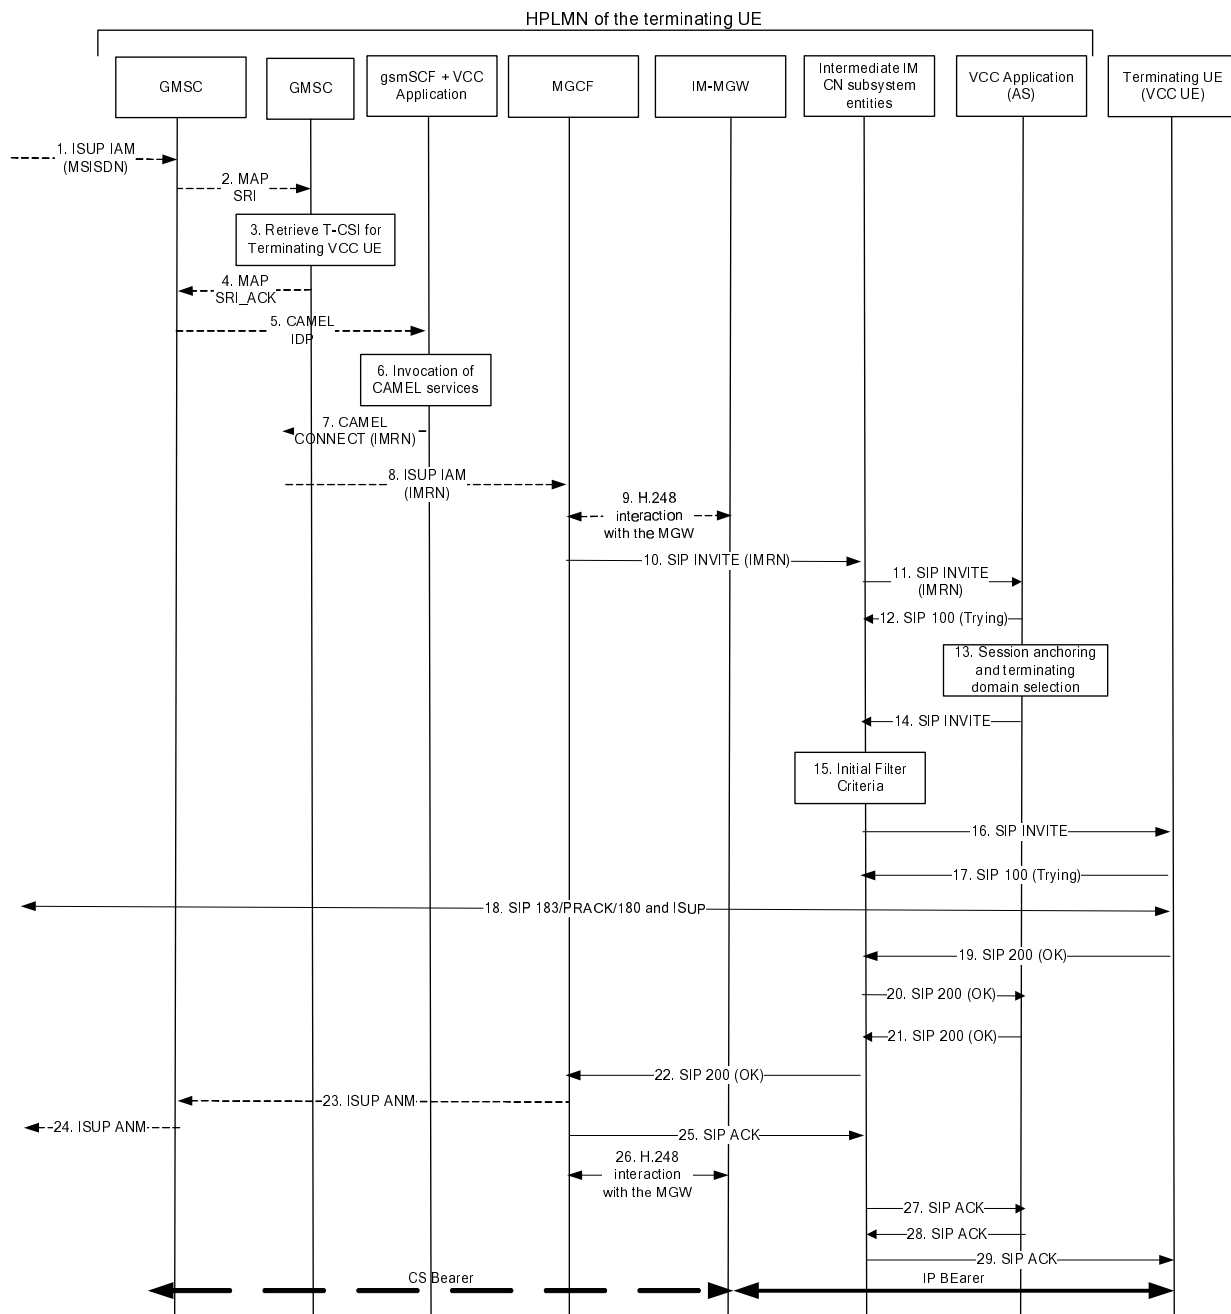 HPLMN of the terminating UE
GMSC
GMSC
gsmSCF + VCC
Application
MGCF
IM-MGW
Intermediate IM
CN subsystem
entities
VCC Application
(AS)
Terminating UE
(VCC UE)
1. ISUP IAM
(MSISDN)
2. MAP
SRI
3. Retrieve T-CSI for
Terminating VCC UE
4. MAP
SRI_ACK
5. CAMEL
IDP
6. Invocation of
CAMEL services
7. CAMEL
CONNECT (IMRN)
8. ISUP IAM
(IMRN)
9. H.248
interaction
with the MGW
10. SIP INVITE (IMRN)
11. SIP INVITE
(IMRN)
12. SIP 100 (Trying)
13. Session anchoring
and terminating
domain selection
14. SIP INVITE
15. Initial Filter
Criteria
16. SIP INVITE
17. SIP 100 (Trying)
18. SIP 183/PRACK/180 and ISUP
19. SIP 200 (OK)
20. SIP 200 (OK)
21. SIP 200 (OK)
22. SIP 200 (OK)
23. ISUP ANM
24. ISUP ANM
25. SIP ACK
26. H.248
interaction
with the MGW
27. SIP ACK
28. SIP ACK
29. SIP ACK
CS Bearer
IP BEarer